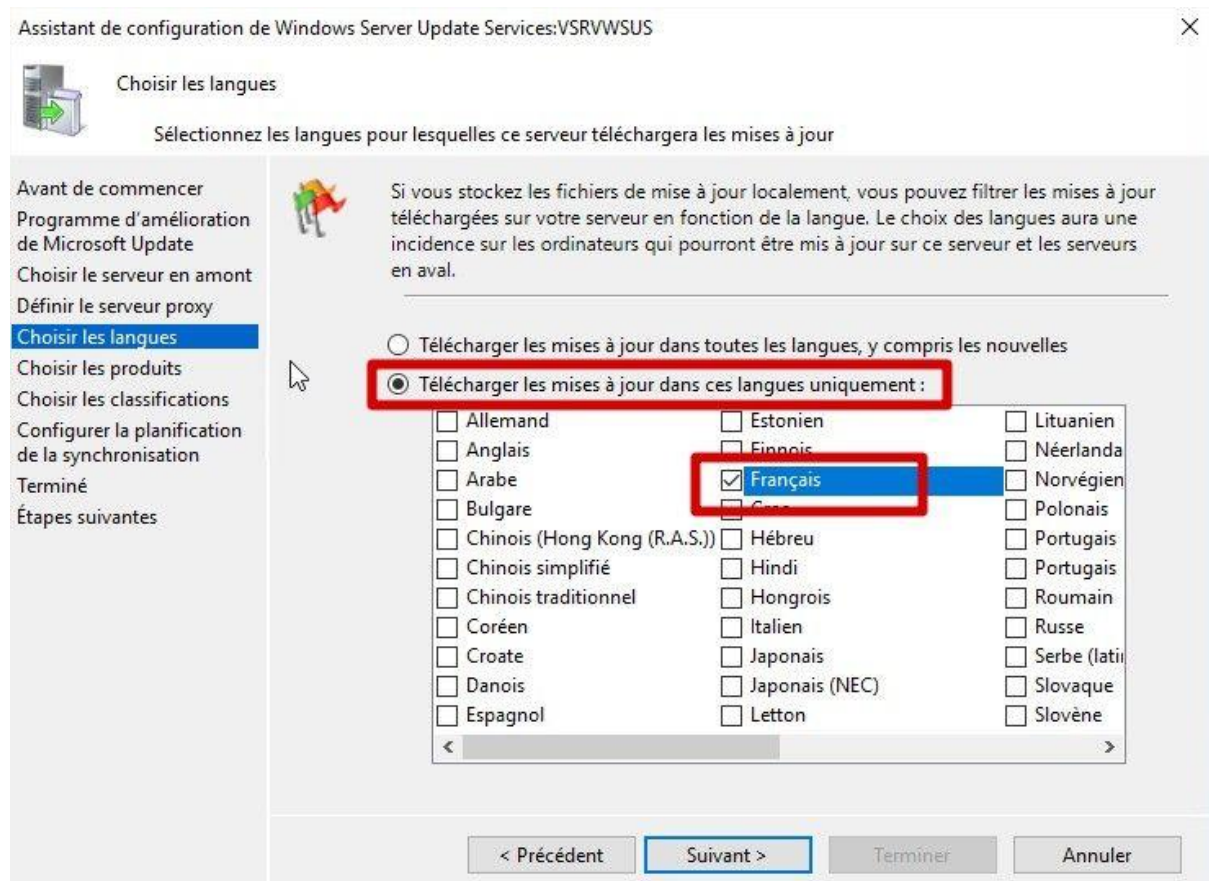 Assistant de configuration de Windows Server Update Services:VSRVWSUS
Choisir les langues
Sélectionnez les langues pour lesquelles ce serveur téléchargera les mises à jour
Avant de commencer
Programme d'amélioration
de Microsoft Update
Choisir le serveur en amont
Définir le serveur proxy
Choisir les langues
Choisir les produits
Choisir les classifications
Configurer la planification
de la synchronisation
Terminé
Étapes suivantes
Si vous stockez les fichiers de mise à jour localement, vous pouvez filtrer les mises à jour
téléchargées sur votre serveur en fonction de la langue. Le choix des langues aura une
incidence sur les ordinateurs qui pourront être mis à jour sur ce serveur et les serveurs
en aval.
Télécharger les mises à jour dans toutes les langues, y compris les nouvelles
Télécharger les mises à jour dans ces langues uniquement :
Allemand
Anglais
Arabe
Bulgare
Chinois (Hong Kong (R.A.S.))
Chinois simplifié
Chinois traditionnel
Coréen
Croate
Danois
Espagnol
Estonien
Finnois
Français
Grec
Hébreu
Hindi
Hongrois
Italien
Japonais
Japonais (NEC)
Letton
Lituanien
Néerlanda
Norvégien
Polonais
Portugais
Portugais
Roumain
Russe
Serbe (latin
Slovaque
Slovène
< Précédent
Suivant >
Terminer
Annuler